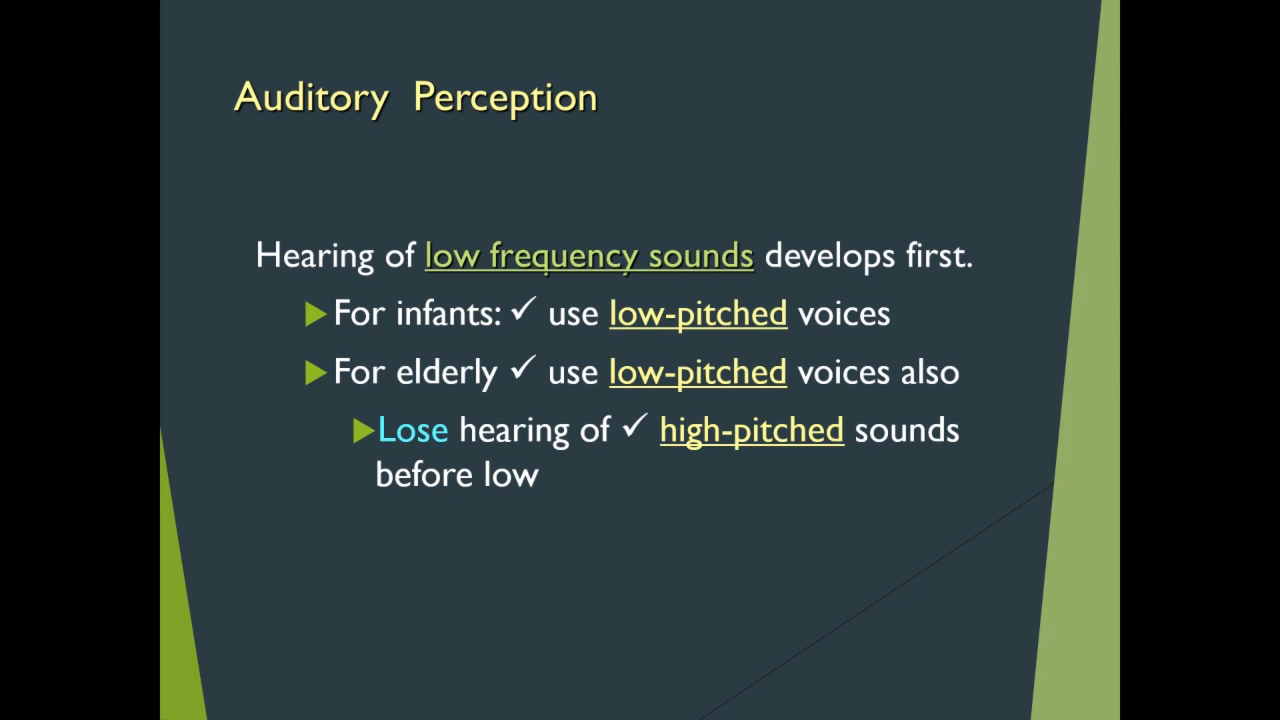 Auditory Perception
Hearing of low frequency sounds develops first.
For infants: ✓ use low-pitched voices
For elderly ✓ use low-pitched voices also
Lose hearing of ✓ high-pitched sounds
before low